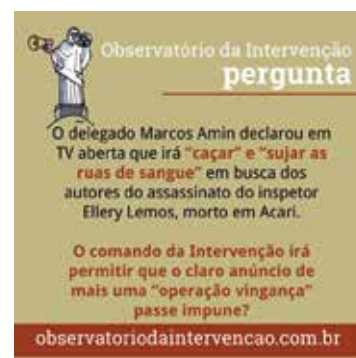 Observatório da Intervenção
pergunta
O delegado Marcos Amin declarou em
TV aberta que irá “caçar” e “sujar as
ruas de sangue” em busca dos
autores do assassinato do inspetor
Ellery Lemos, morto em Acari.
O comando da Intervenção irá
permitir que o claro anúncio de
mais uma “operação vingança”
passe impune?
observatoriodaintervencao.com.br